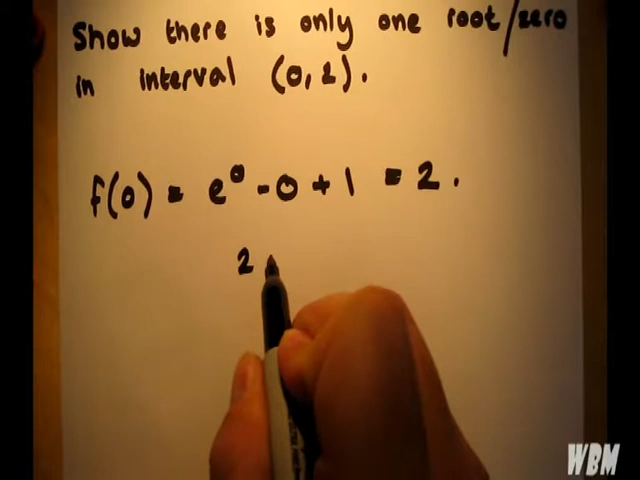 Show there is only one root/zero
in interval (0,2).
f(0) = e⁰ - 0 + 1 = 2.
2
WBM